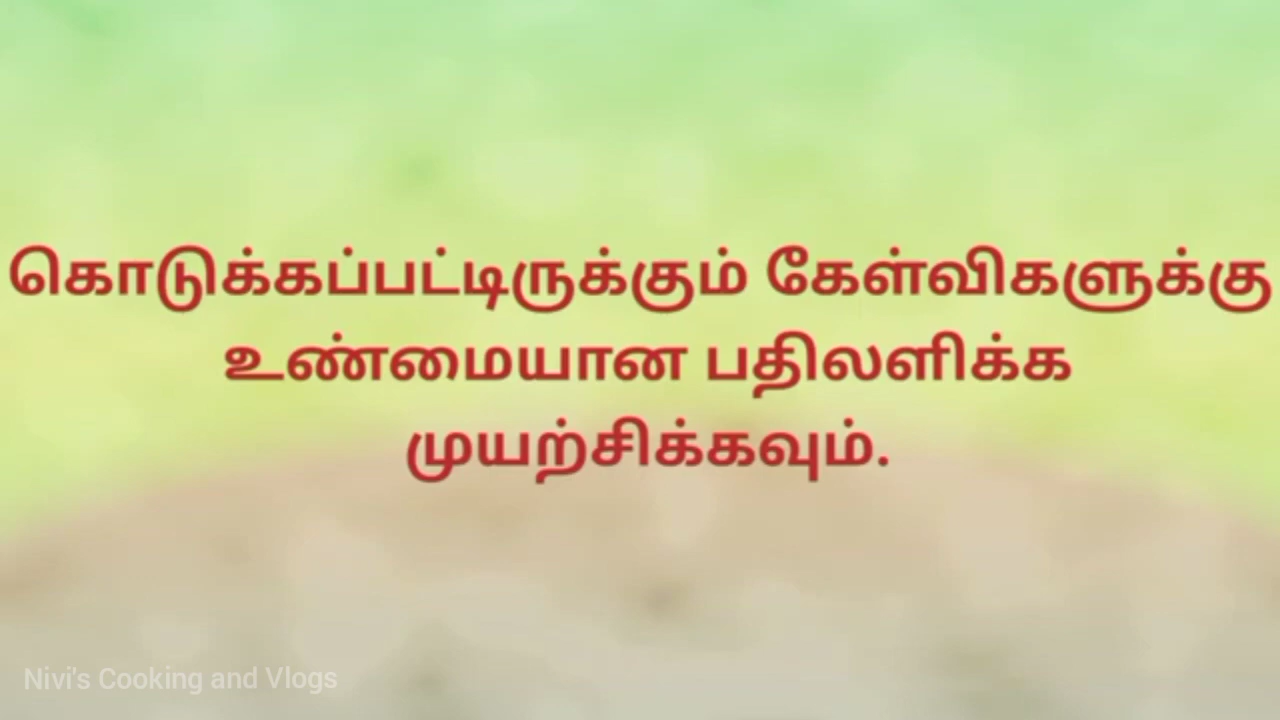 கொடுக்கப்பட்டிருக்கும் கேள்விகளுக்கு
உண்மையான பதிலளிக்க
முயற்சிக்கவும்.
Nivi's Cooking and Vlogs